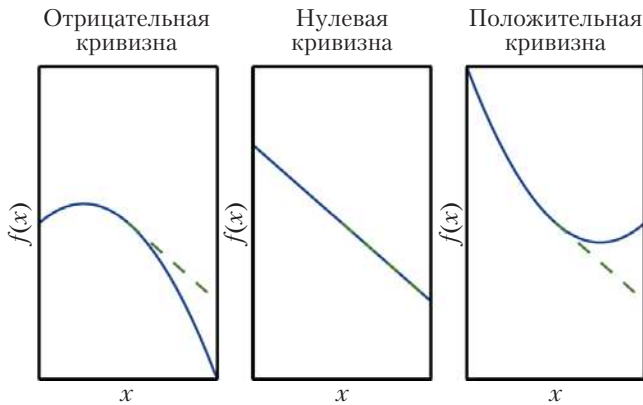 Отрицательная
кривизна
Нулевая
кривизна
Положительная
кривизна
f(x)
f(x)
f(x)
x
x
x